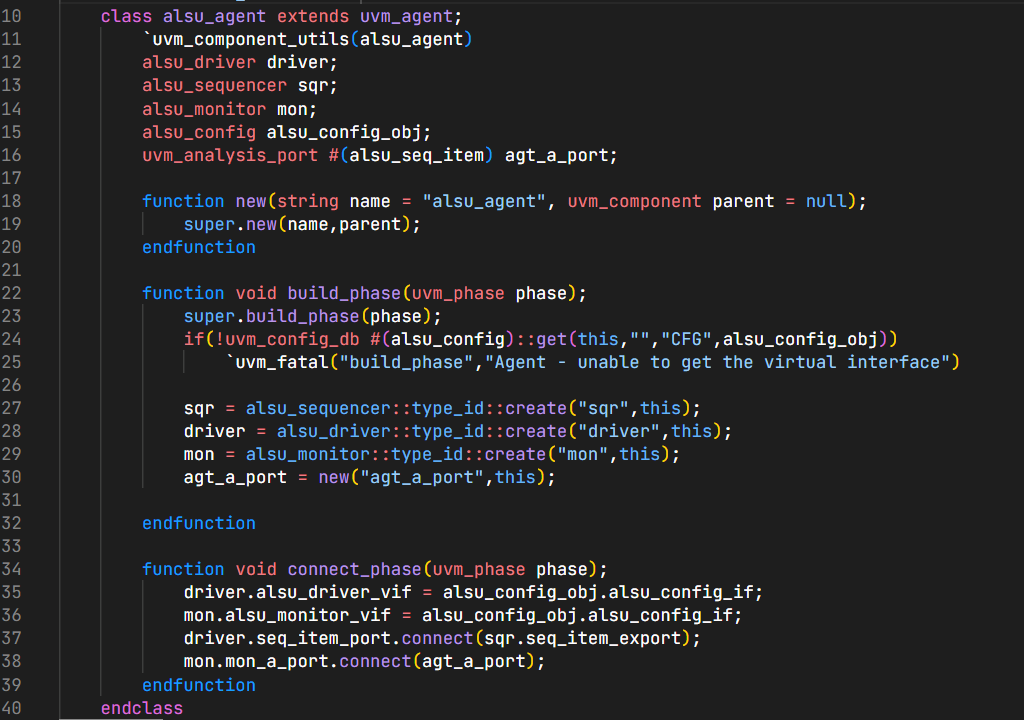 10 class alsu_agent extends uvm_agent;
11 `uvm_component_utils(alsu_agent)
12 alsu_driver driver;
13 alsu_sequencer sqr;
14 alsu_monitor mon;
15 alsu_config alsu_config_obj;
16 uvm_analysis_port #(alsu_seq_item) agt_a_port;
17
18 function new(string name = "alsu_agent", uvm_component parent = null);
19 super.new(name,parent);
20 endfunction
21
22 function void build_phase(uvm_phase phase);
23 super.build_phase(phase);
24 if(!uvm_config_db #(alsu_config)::get(this,"","CFG",alsu_config_obj))
25 `uvm_fatal("build_phase","Agent - unable to get the virtual interface")
26
27 sqr = alsu_sequencer::type_id::create("sqr",this);
28 driver = alsu_driver::type_id::create("driver",this);
29 mon = alsu_monitor::type_id::create("mon",this);
30 agt_a_port = new("agt_a_port",this);
31
32 endfunction
33
34 function void connect_phase(uvm_phase phase);
35 driver.alsu_driver_vif = alsu_config_obj.alsu_config_if;
36 mon.alsu_monitor_vif = alsu_config_obj.alsu_config_if;
37 driver.seq_item_port.connect(sqr.seq_item_export);
38 mon.mon_a_port.connect(agt_a_port);
39 endfunction
40 endclass